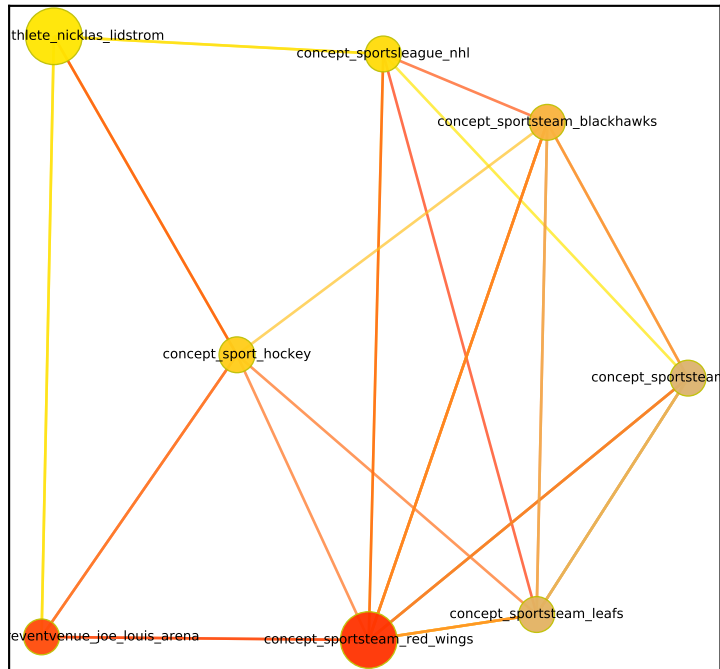 thlete_nicklas_lidstrom
concept_sportsleague_nhl
concept_sportsteam_blackhawks
concept_sport_hockey
concept_sportsteam
concept_sportsteam_leafs
eventvenue_joe_louis_arena
concept_sportsteam_red_wings